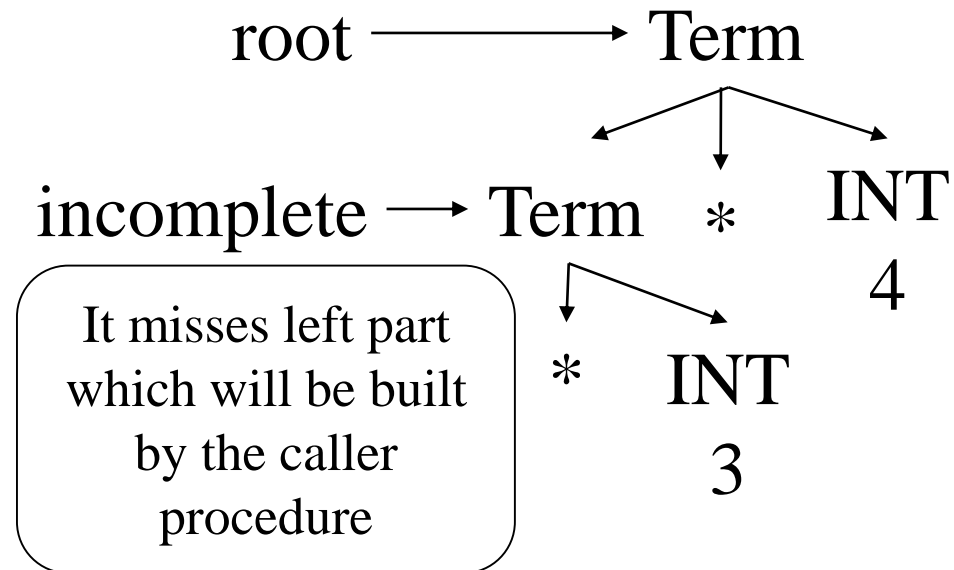 root Term
incomplete Term * INT
4
It misses left part
which will be built
by the caller
procedure
* INT
3